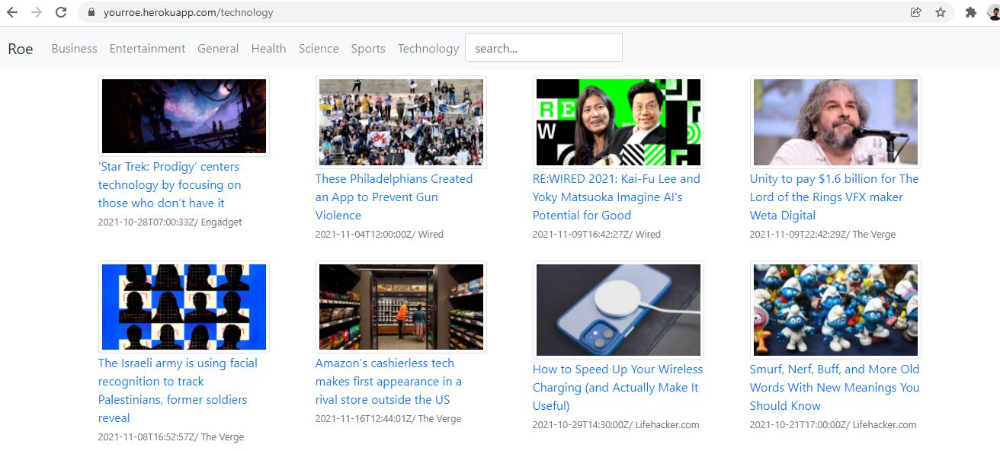 yourroe.herokuapp.com/technology
Roe Business Entertainment General Health Science Sports Technology search...
RE
W
LOVE
‘Star Trek: Prodigy’ centers
technology by focusing on
those who don’t have it
2021-10-28T07:00:33Z/ Engadget
These Philadelphians Created
an App to Prevent Gun
Violence
2021-11-04T12:00:00Z/ Wired
RE:WIRED 2021: Kai-Fu Lee and
Yoky Matsuoka Imagine AI's
Potential for Good
2021-11-09T16:42:27Z/ Wired
Unity to pay $1.6 billion for The
Lord of the Rings VFX maker
Weta Digital
2021-11-09T22:42:29Z/ The Verge
The Israeli army is using facial
recognition to track
Palestinians, former soldiers
reveal
2021-11-08T16:52:57Z/ The Verge
Amazon’s cashierless tech
makes first appearance in a
rival store outside the US
2021-11-16T12:44:01Z/ The Verge
How to Speed Up Your Wireless
Charging (and Actually Make It
Useful)
2021-10-29T14:30:00Z/ Lifehacker.com
Smurf, Nerf, Buff, and More Old
Words With New Meanings You
Should Know
2021-10-21T17:00:00Z/ Lifehacker.com